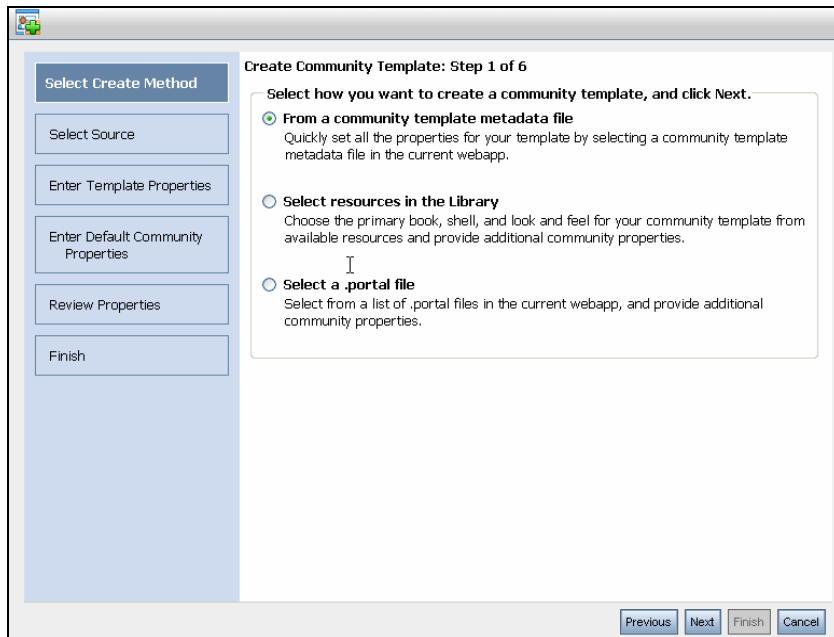 Select Create Method
Select Source
Enter Template Properties
Enter Default Community
Properties
Review Properties
Finish
Create Community Template: Step 1 of 6
Select how you want to create a community template, and click Next.
From a community template metadata file
Quickly set all the properties for your template by selecting a community template
metadata file in the current webapp.
Select resources in the Library
Choose the primary book, shell, and look and feel for your community template from
available resources and provide additional community properties.
Select a .portal file
Select from a list of .portal files in the current webapp, and provide additional
community properties.
Previous Next Finish Cancel